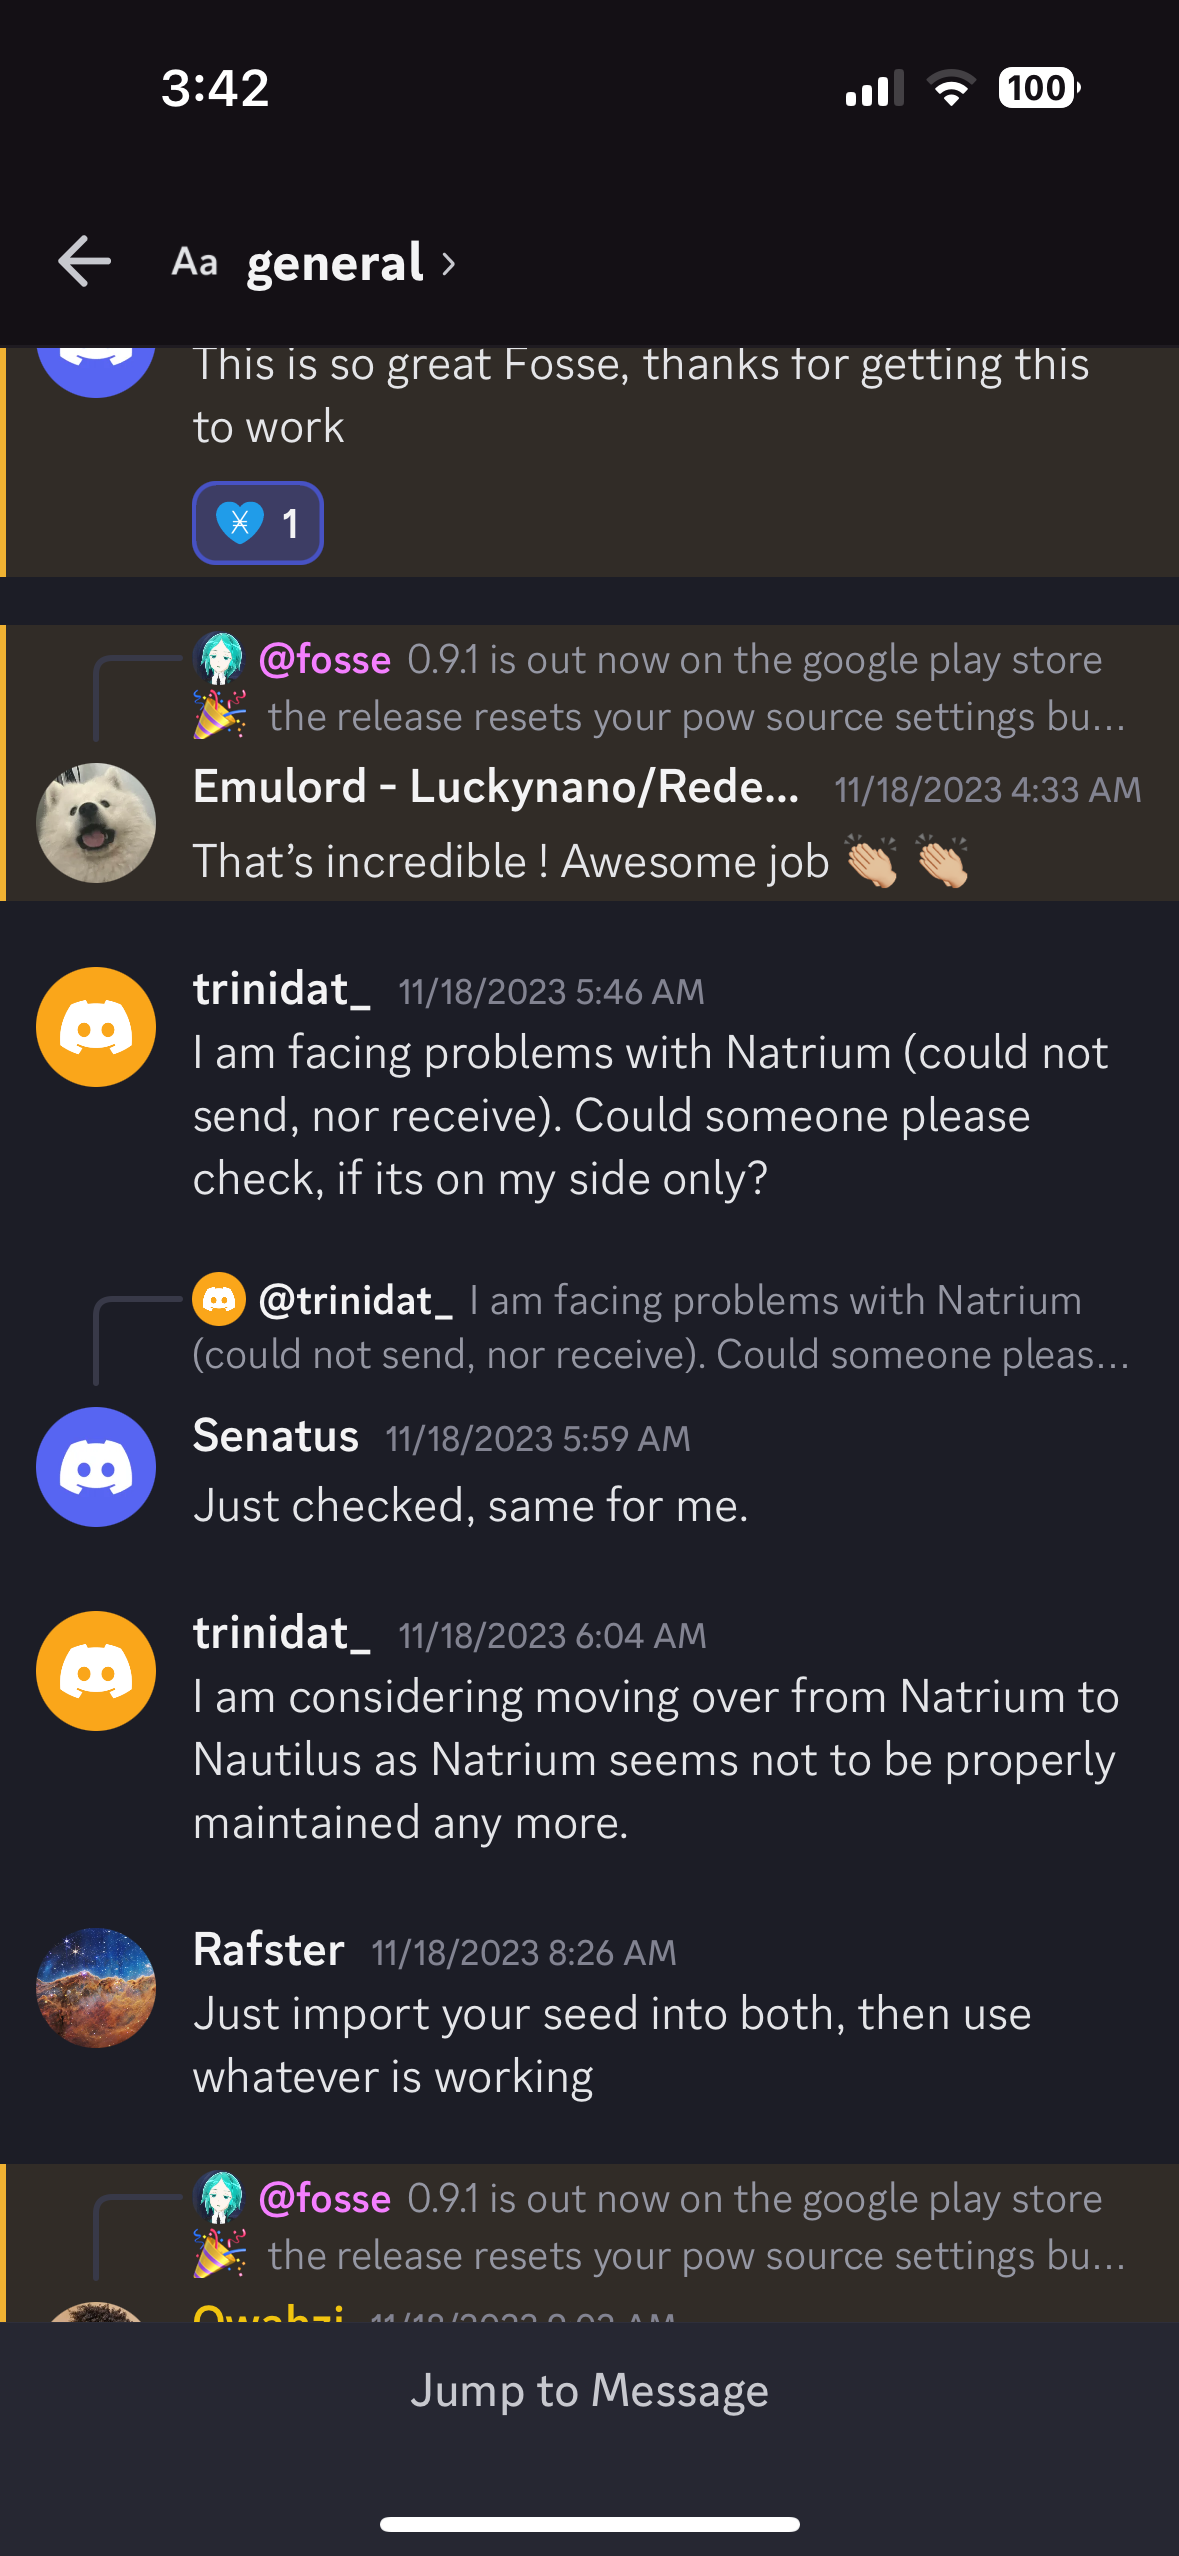 3:42
100
Aa general
This is so great Fosse, thanks for getting this
to work
1
@fosse 0.9.1 is out now on the google play store
the release resets your pow source settings bu...
Emulord - Luckynano/Rede... 11/18/2023 4:33 AM
That's incredible ! Awesome job
trinidat_ 11/18/2023 5:46 AM
I am facing problems with Natrium (could not
send, nor receive). Could someone please
check, if its on my side only?
@trinidat_ I am facing problems with Natrium
(could not send, nor receive). Could someone pleas...
Senatus 11/18/2023 5:59 AM
Just checked, same for me.
trinidat_ 11/18/2023 6:04 AM
I am considering moving over from Natrium to
Nautilus as Natrium seems not to be properly
maintained any more.
Rafster 11/18/2023 8:26 AM
Just import your seed into both, then use
whatever is working
@fosse 0.9.1 is out now on the google play store
the release resets your pow source settings bu...
Jump to Message